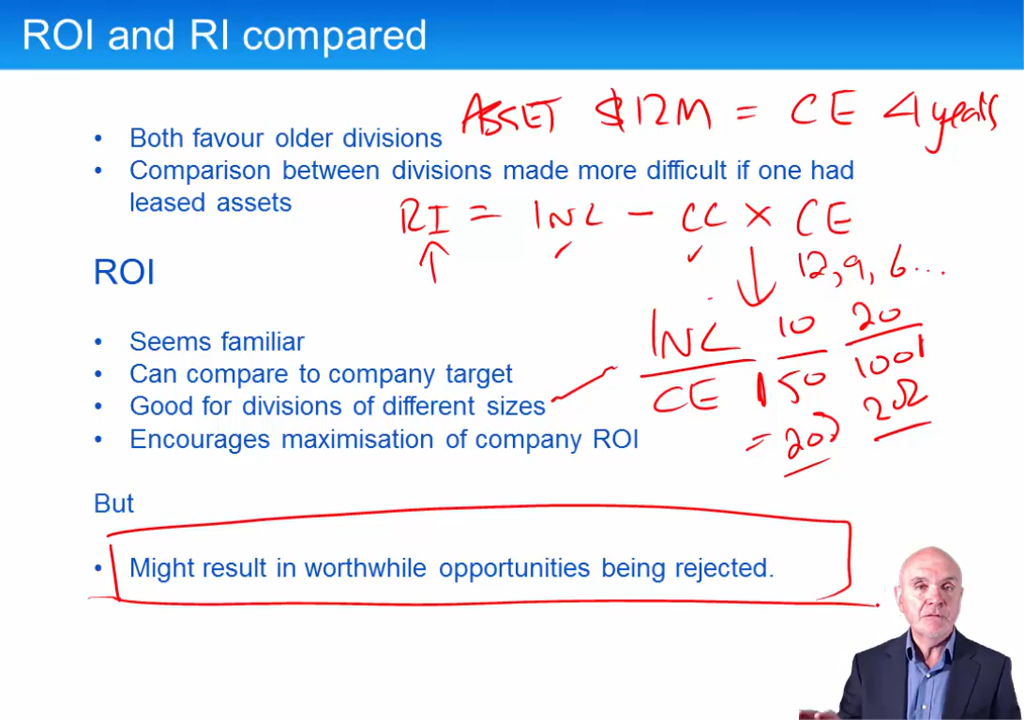 ROI and RI compared
• Both favour older divisions
ASSET $12M = CE 4 years
• Comparison between divisions made more difficult if one had
leased assets
RI = INC - CC × CE
12, 9, 6...
ROI
INC 10 20
CE 50 100
= 20% 20%
• Seems familiar
• Can compare to company target
• Good for divisions of different sizes
• Encourages maximisation of company ROI
But
• Might result in worthwhile opportunities being rejected.